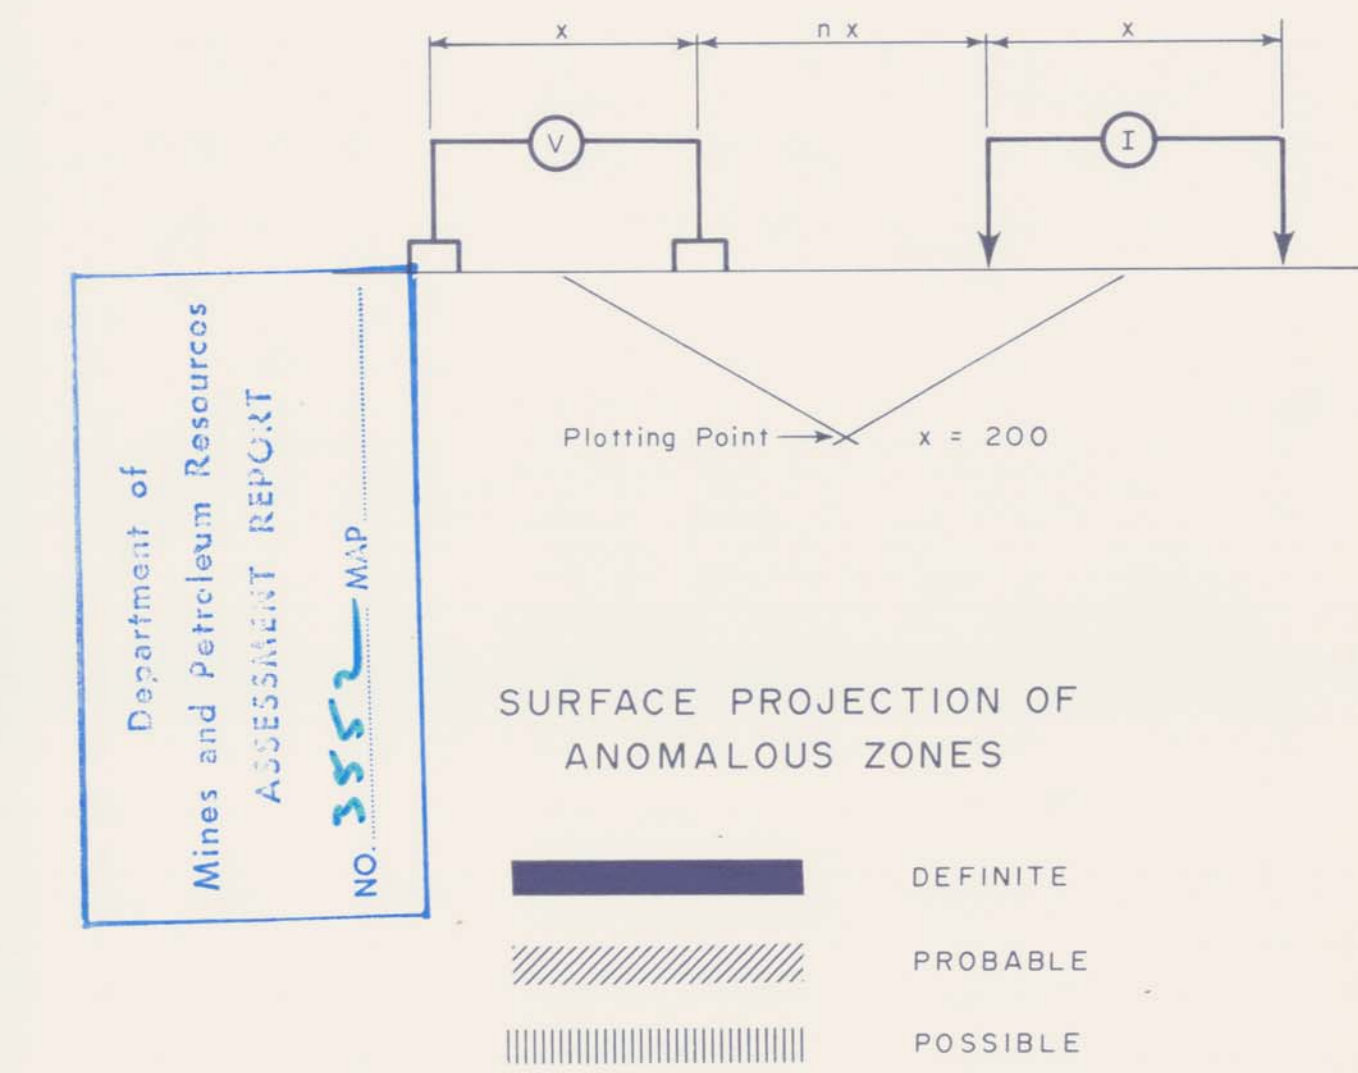 x n x x
V I
Plotting Point x = 200
Department of
Mines and Petroleum Resources
ASSESSMENT REPORT
NO. 3552 MAP
SURFACE PROJECTION OF
ANOMALOUS ZONES
DEFINITE
PROBABLE
POSSIBLE